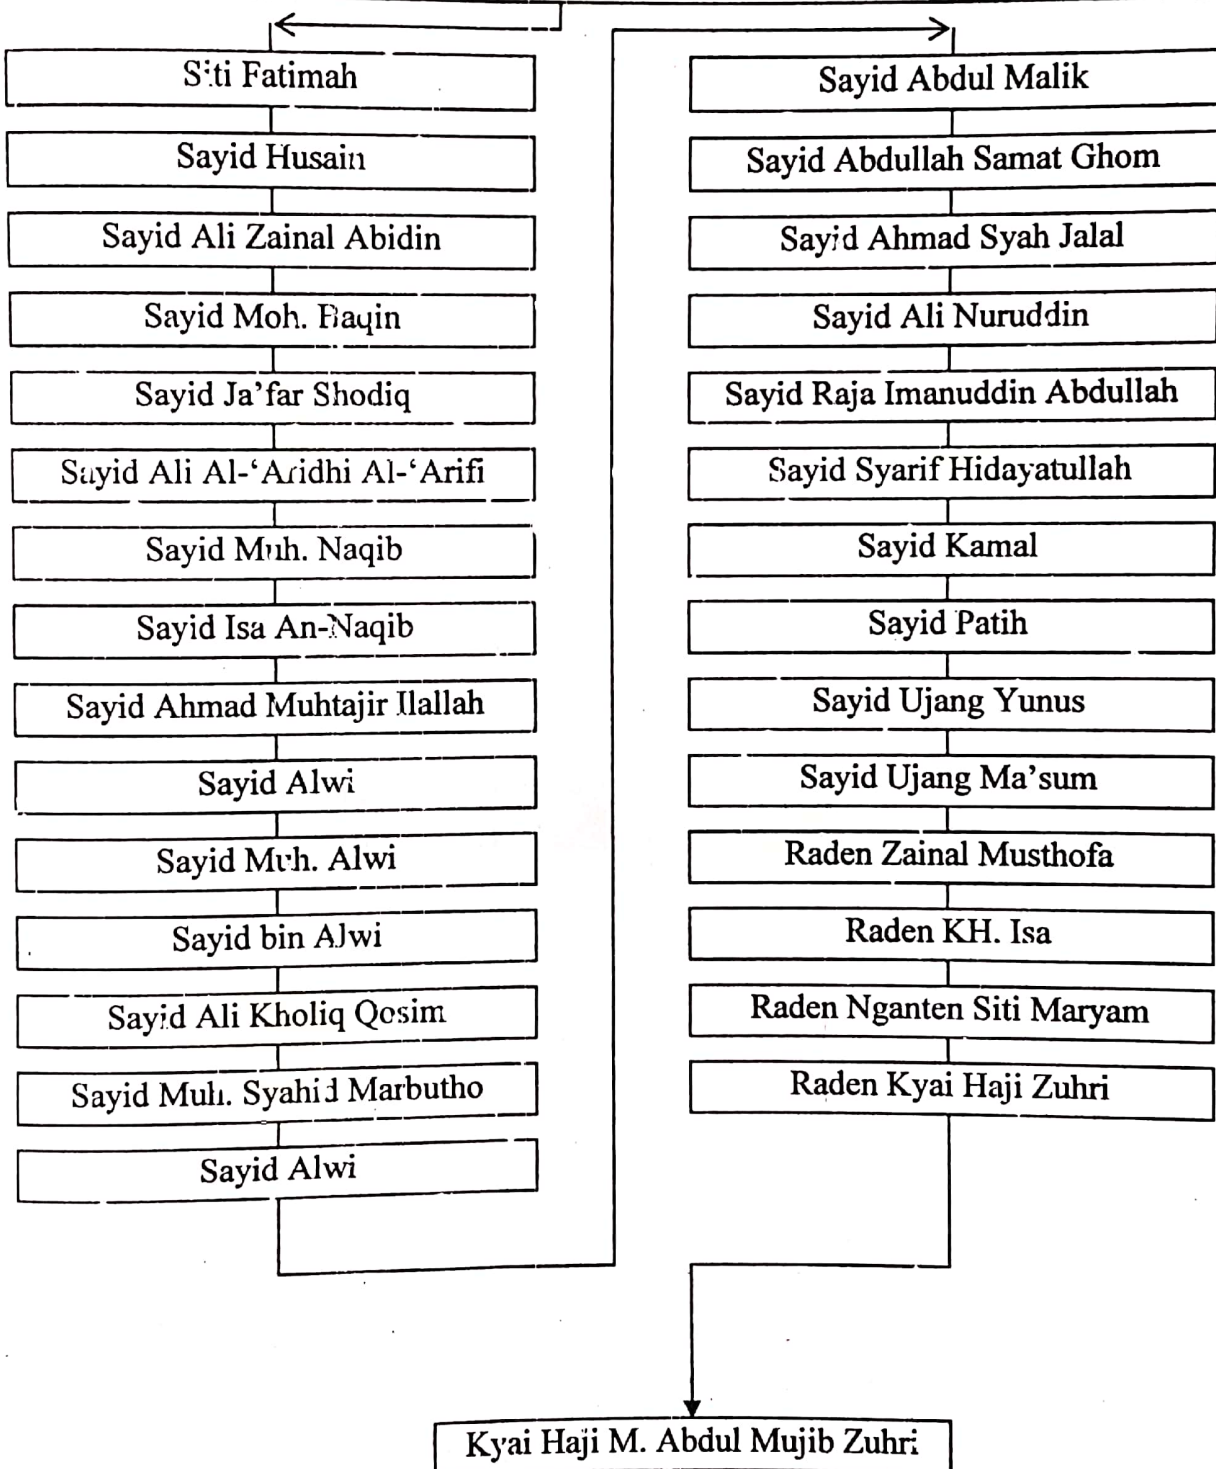 Siti Fatimah
Sayid Husain
Sayid Ali Zainal Abidin
Sayid Moh. Baqin
Sayid Ja'far Shodiq
Sayid Ali Al-'Aridhi Al-'Arifi
Sayid Muh. Naqib
Sayid Isa An-Naqib
Sayid Ahmad Muhtajir Ilallah
Sayid Alwi
Sayid Muh. Alwi
Sayid bin Alwi
Sayid Ali Kholiq Qosim
Sayid Muh. Syahid Marbutho
Sayid Alwi
Sayid Abdul Malik
Sayid Abdullah Samat Ghom
Sayid Ahmad Syah Jalal
Sayid Ali Nuruddin
Sayid Raja Imanuddin Abdullah
Sayid Syarif Hidayatullah
Sayid Kamal
Sayid Patih
Sayid Ujang Yunus
Sayid Ujang Ma'sum
Raden Zainal Musthofa
Raden KH. Isa
Raden Nganten Siti Maryam
Raden Kyai Haji Zuhri
Kyai Haji M. Abdul Mujib Zuhri